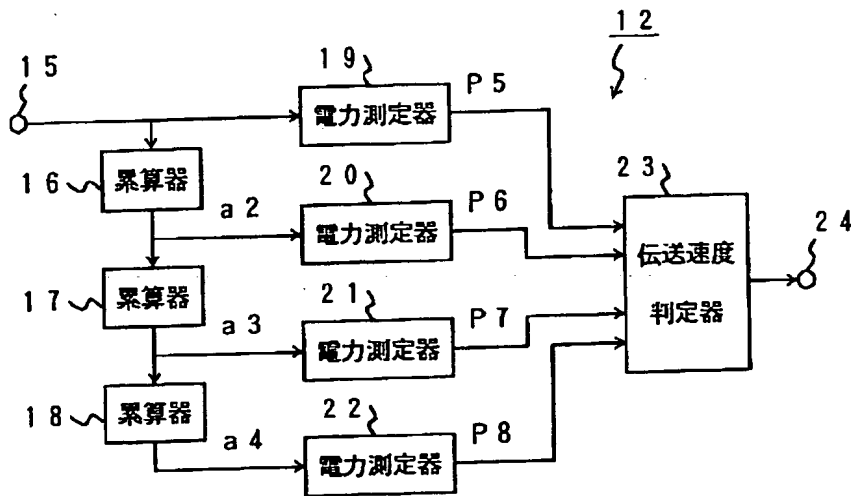 12
15
19
電力測定器
P5
16
累算器
a2
20
電力測定器
P6
23
伝送速度
判定器
24
17
累算器
a3
21
電力測定器
P7
18
累算器
a4
22
電力測定器
P8